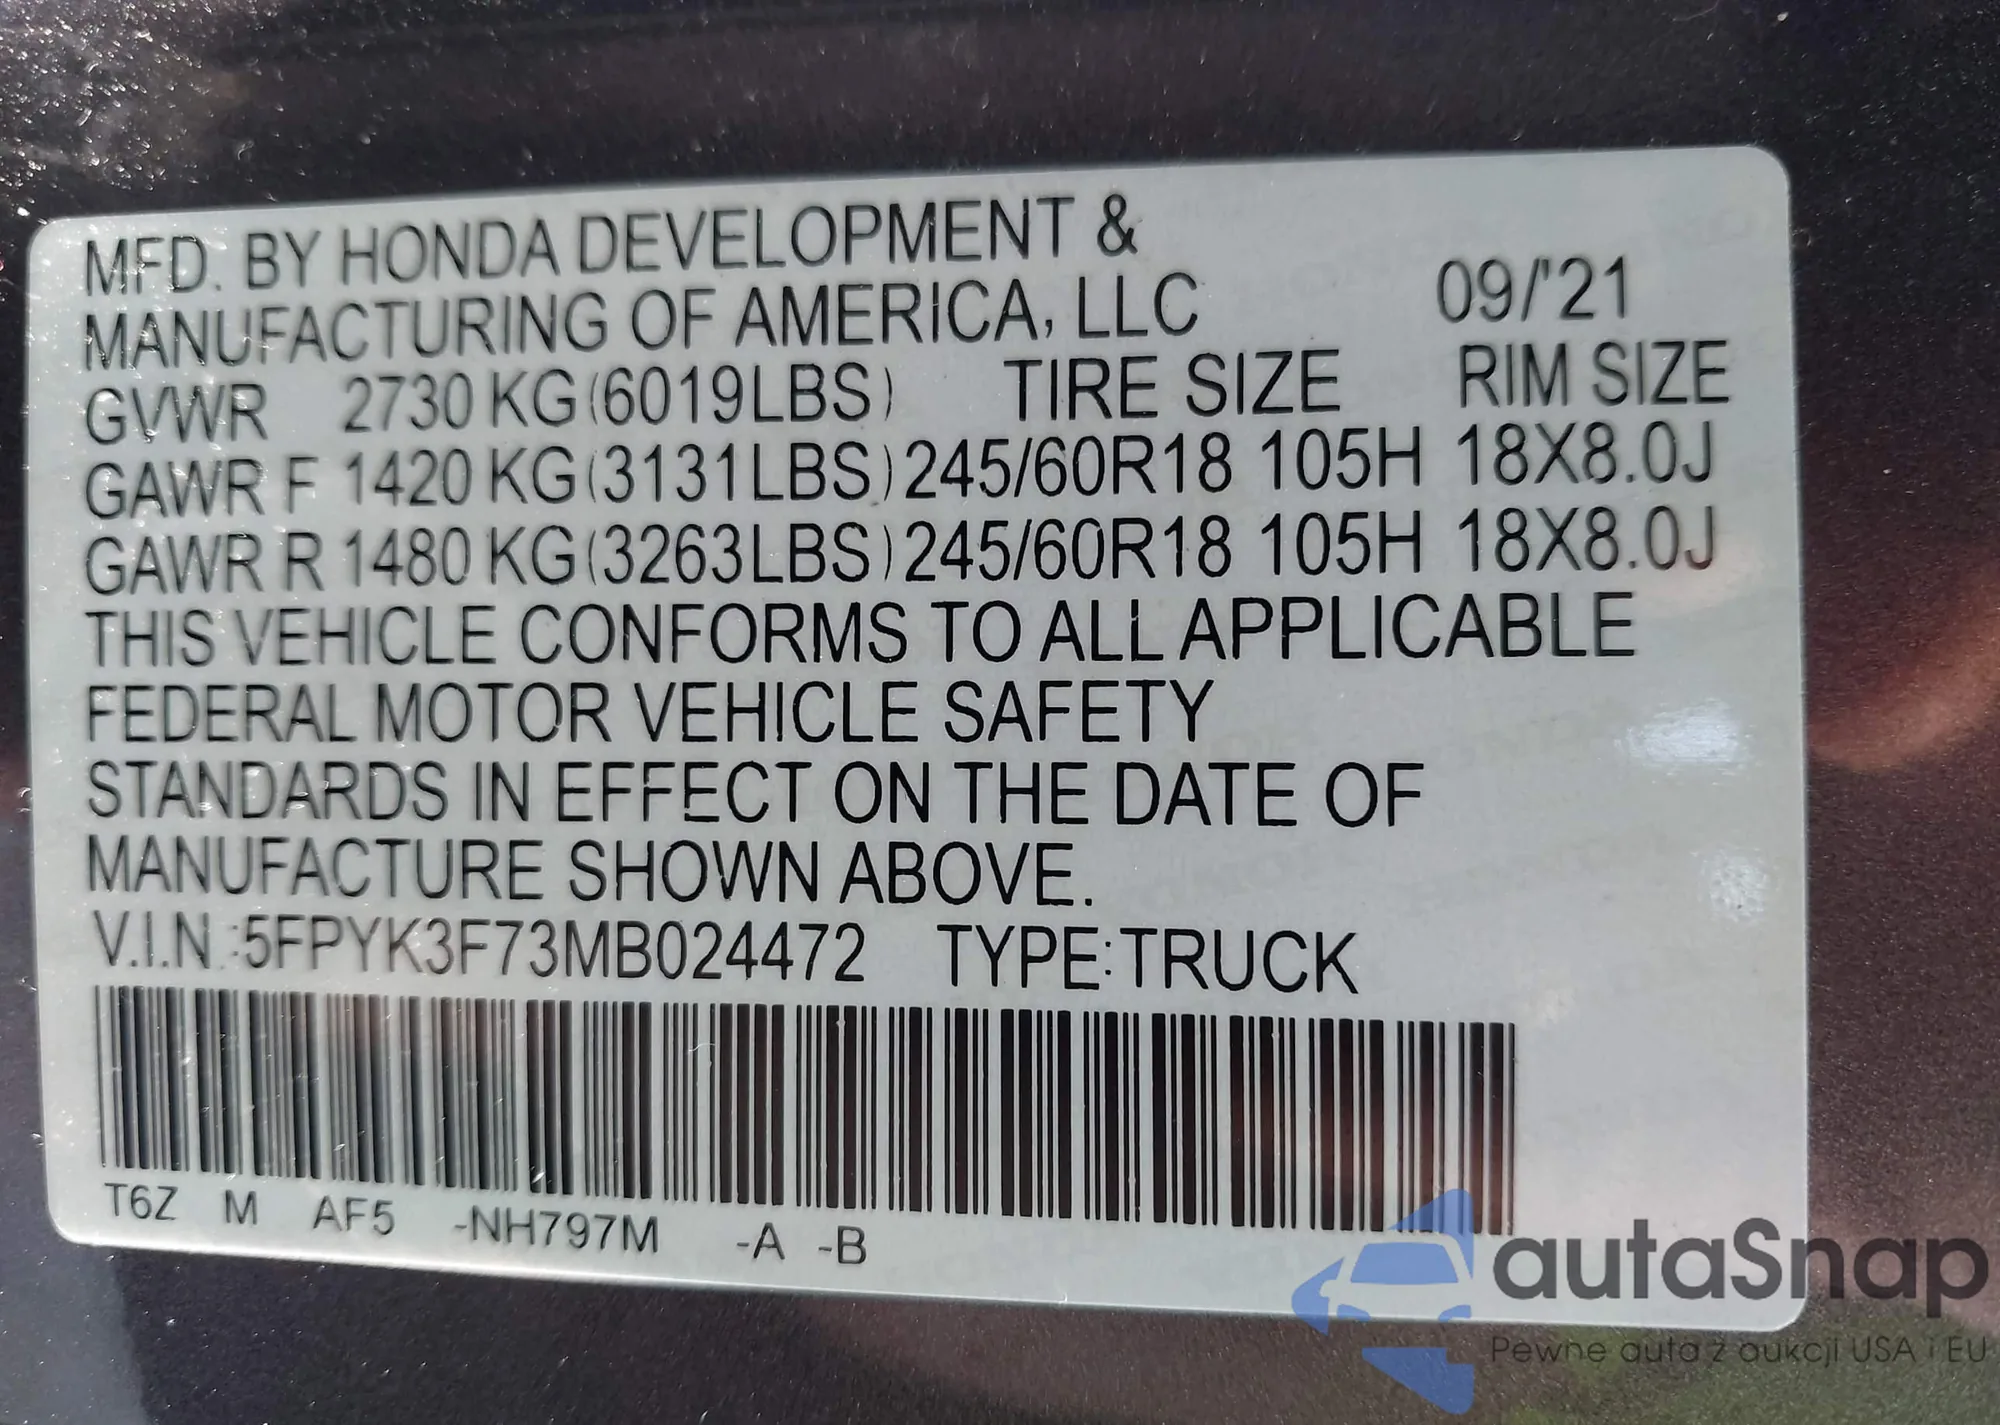 MFD. BY HONDA DEVELOPMENT &
MANUFACTURING OF AMERICA, LLC 09/'21
GVWR 2730 KG (6019LBS) TIRE SIZE RIM SIZE
GAWR F 1420 KG (3131LBS) 245/60R18 105H 18X8.0J
GAWR R 1480 KG (3263LBS) 245/60R18 105H 18X8.0J
THIS VEHICLE CONFORMS TO ALL APPLICABLE
FEDERAL MOTOR VEHICLE SAFETY
STANDARDS IN EFFECT ON THE DATE OF
MANUFACTURE SHOWN ABOVE.
V.I.N.:5FPYK3F73MB024472 TYPE:TRUCK
T6Z M AF5 -NH797M -A -B
autaSnap
Pewne auta z aukcji USA i EU